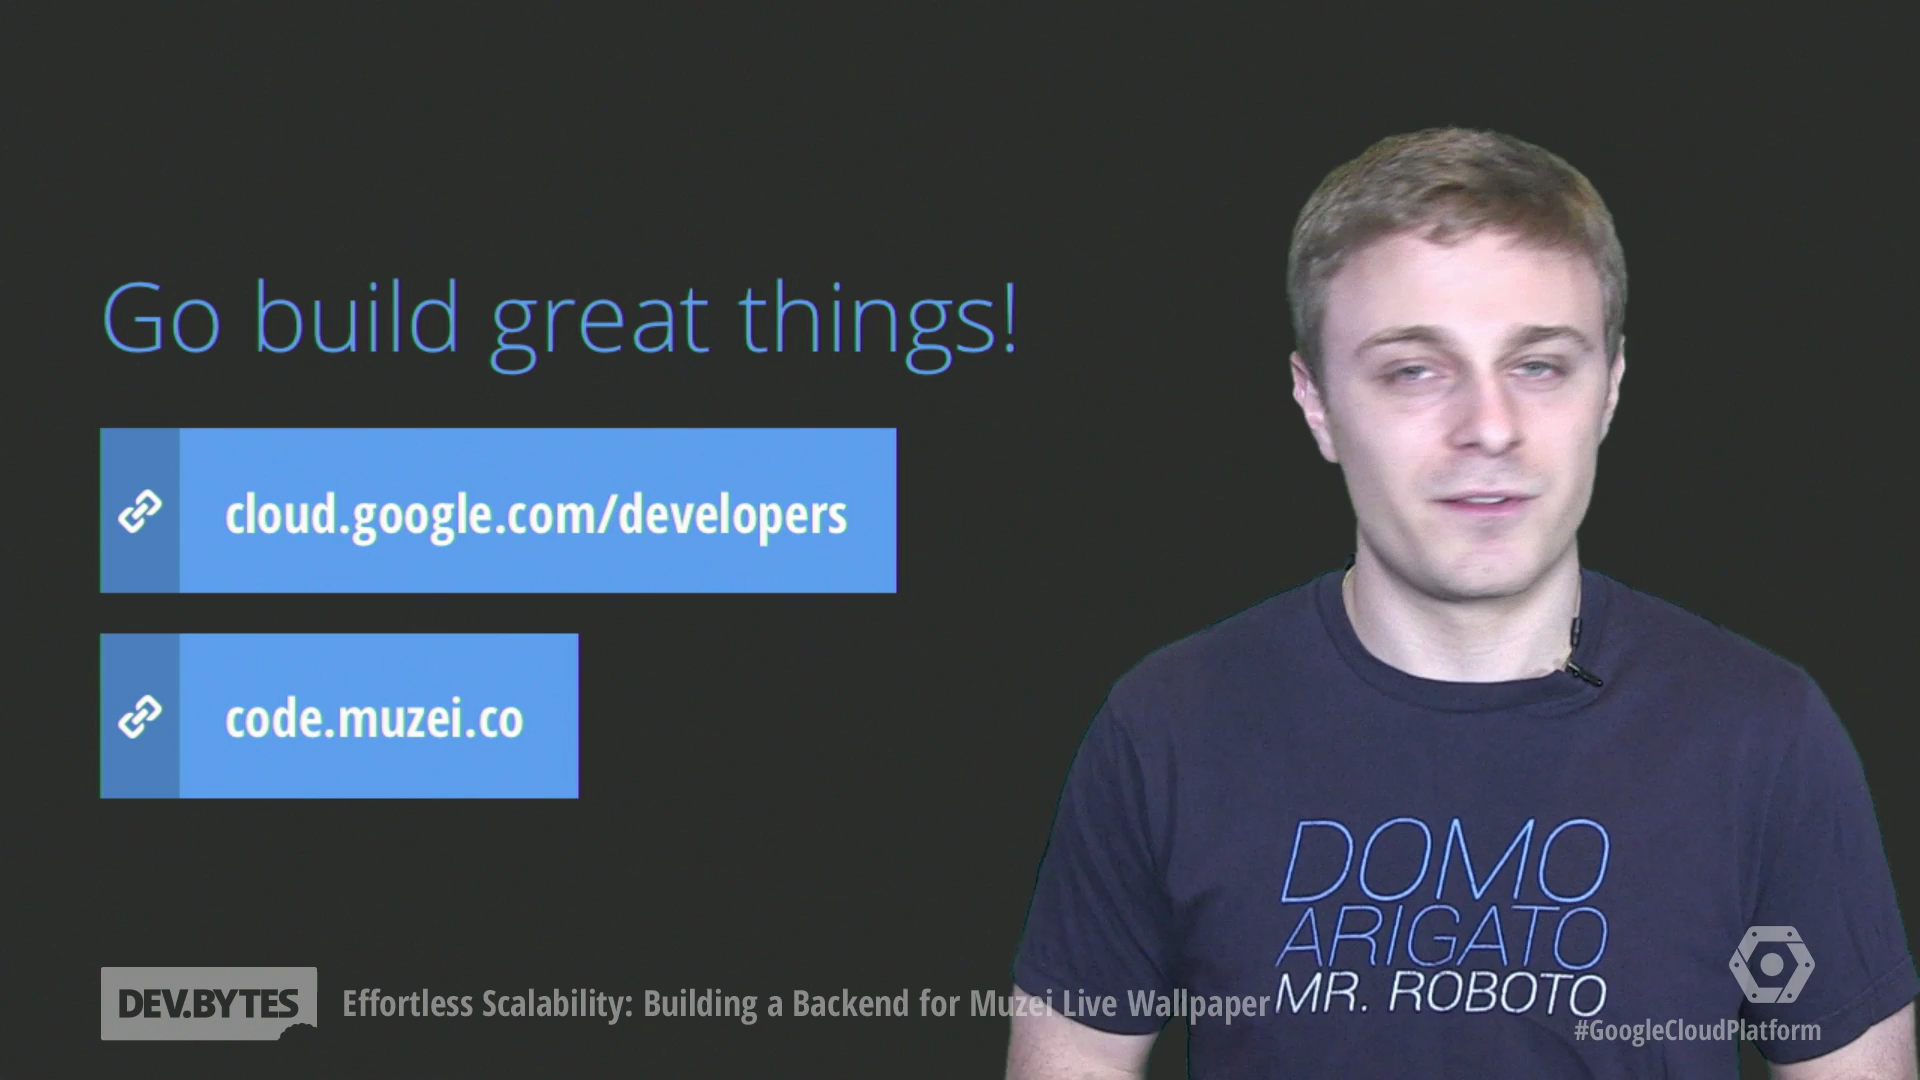 Go build great things!
cloud.google.com/developers
code.muzei.co
DOMO
ARIGATO
MR. ROBOTO
DEV.BYTES
Effortless Scalability: Building a Backend for Muzei Live Wallpaper
#GoogleCloudPlatform